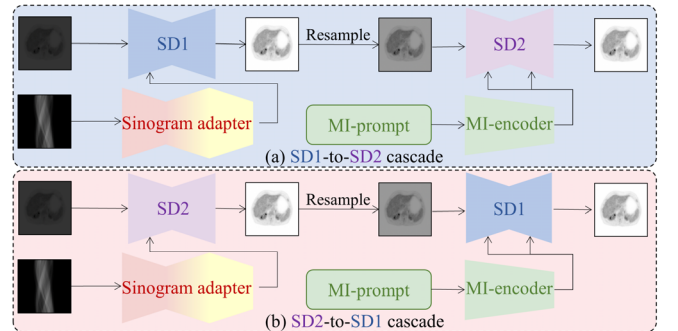 SD1
Resample
SD2
Sinogram adapter
MI-prompt
MI-encoder
(a) SD1-to-SD2 cascade
SD2
Resample
SD1
Sinogram adapter
MI-prompt
MI-encoder
(b) SD2-to-SD1 cascade